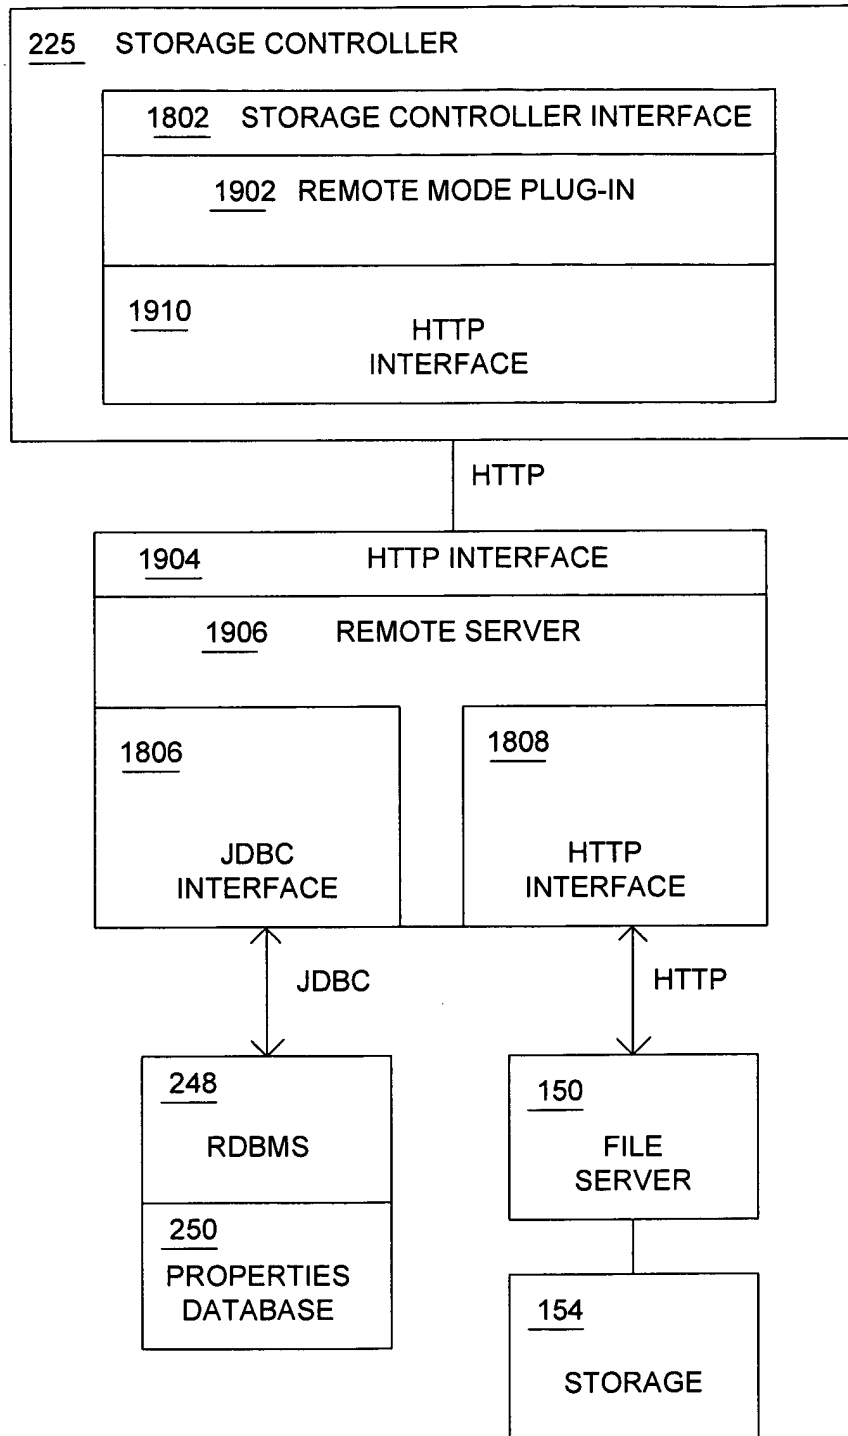 225 STORAGE CONTROLLER
1802 STORAGE CONTROLLER INTERFACE
1902 REMOTE MODE PLUG-IN
1910
HTTP
INTERFACE
HTTP
1904 HTTP INTERFACE
1906 REMOTE SERVER
1806
JDBC
INTERFACE
1808
HTTP
INTERFACE
JDBC
HTTP
248
RDBMS
250
PROPERTIES
DATABASE
150
FILE
SERVER
154
STORAGE